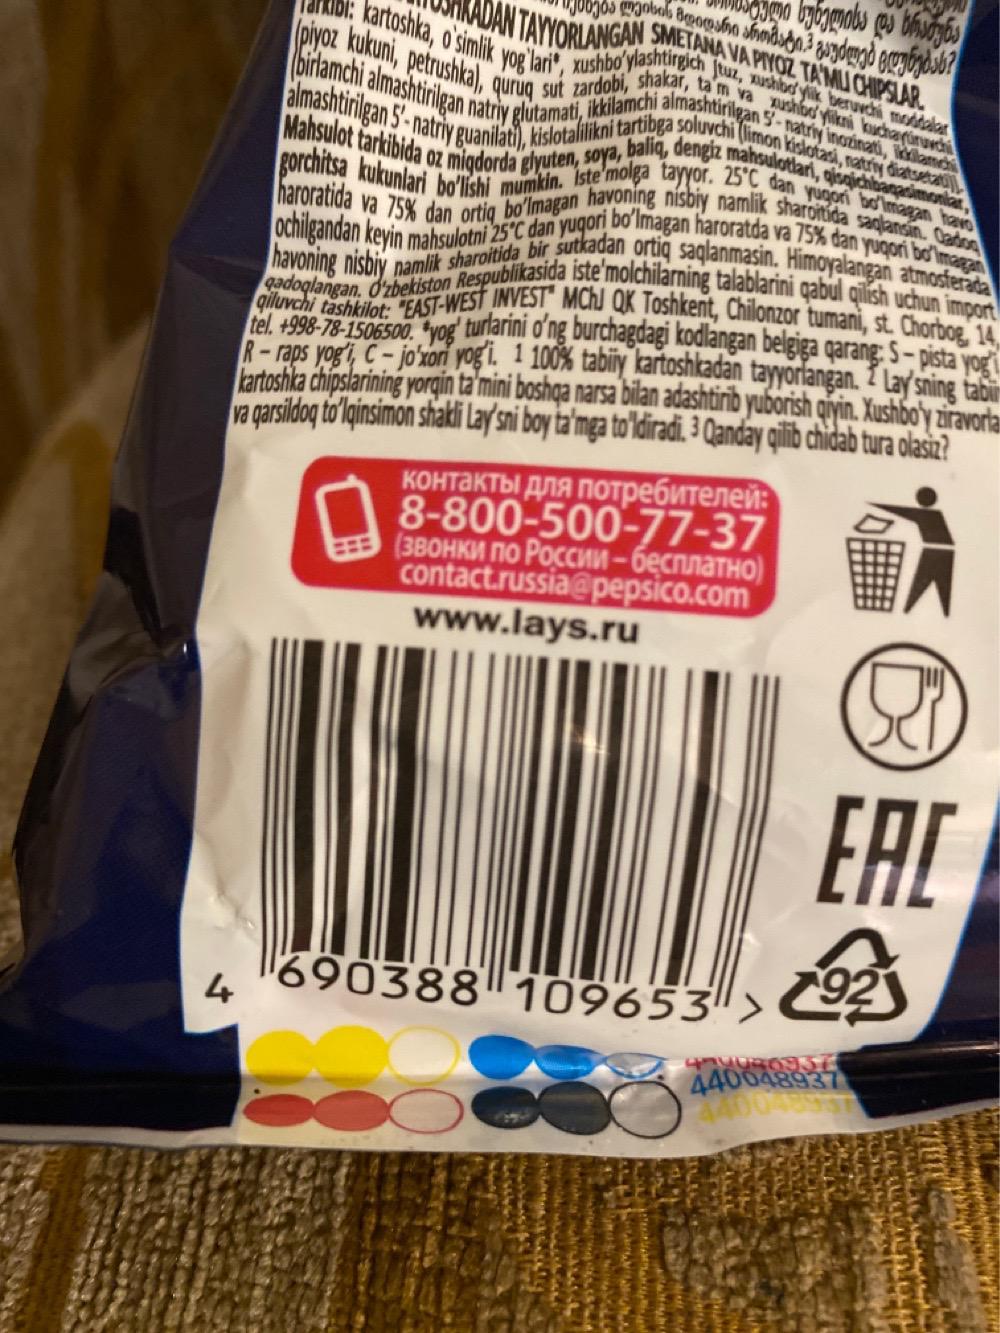 KARTOSHKADAN TAYYORLANGAN SMETANA VA PIYOZ TA'MLI CHIPSLAR.
Tarkibi: kartoshka, o'simlik yog'lari*, xushbo'ylashtirgich [tuz, xushbo'ylik beruvchi moddalar
(piyoz kukuni, petrushka), quruq sut zardobi, shakar, ta'm va xushbo'ylikni kuchaytiruvchi
(birlamchi almashtirilgan natriy glutamati, ikkilamchi almashtirilgan 5'- natriy inozinati, ikkilamchi
almashtirilgan 5'- natriy guanilati), kislotalilikni tartibga soluvchi (limon kislotasi, natriy diatsetati)].
Mahsulot tarkibida oz miqdorda glyuten, soya, baliq, dengiz mahsulotlari, qisqichbaqasimonlar,
gorchitsa kukunlari bo'lishi mumkin. Iste'molga tayyor. 25°C dan yuqori bo'lmagan havo
haroratida va 75% dan ortiq bo'lmagan havoning nisbiy namlik sharoitida saqlansin. Qadoq
ochilgandan keyin mahsulotni 25°C dan yuqori bo'lmagan haroratda va 75% dan yuqori bo'lmagan
havoning nisbiy namlik sharoitida bir sutkadan ortiq saqlanmasin. Himoyalangan atmosferada
qadoqlangan. O'zbekiston Respublikasida iste'molchilarning talablarini qabul qilish uchun import
qiluvchi tashkilot: "EAST-WEST INVEST" MChJ QK Toshkent, Chilonzor tumani, st. Chorbog, 14,
tel. +998-78-1506500. *yog' turlarini o'ng burchagdagi kodlangan belgiga qarang: S – pista yog'i,
R – raps yog'i, C – jo'xori yog'i. 1 100% tabiiy kartoshkadan tayyorlangan. 2 Lay'sning tabiiy
kartoshka chipslarining yorqin ta'mini boshqa narsa bilan adashtirib yuborish qiyin. Xushbo'y ziravorla
va qarsildoq to'lqinsimon shakli Lay'sni boy ta'mga to'ldiradi. 3 Qanday qilib chidab tura olasiz?
контакты для потребителей:
8-800-500-77-37
(звонки по России – бесплатно)
contact.russia@pepsico.com
www.lays.ru
EAC
92
4 690388 109653 >
440048937
440048937
440048937